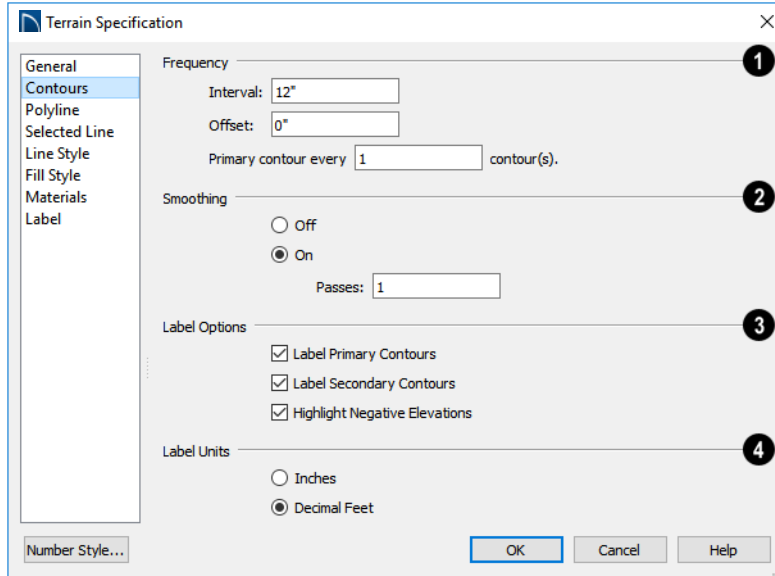 Terrain Specification
General
Contours
Polyline
Selected Line
Line Style
Fill Style
Materials
Label
Frequency 1
Interval: 12"
Offset: 0"
Primary contour every 1 contour(s).
Smoothing 2
Off
On
Passes: 1
Label Options 3
Label Primary Contours
Label Secondary Contours
Highlight Negative Elevations
Label Units 4
Inches
Decimal Feet
Number Style... OK Cancel Help